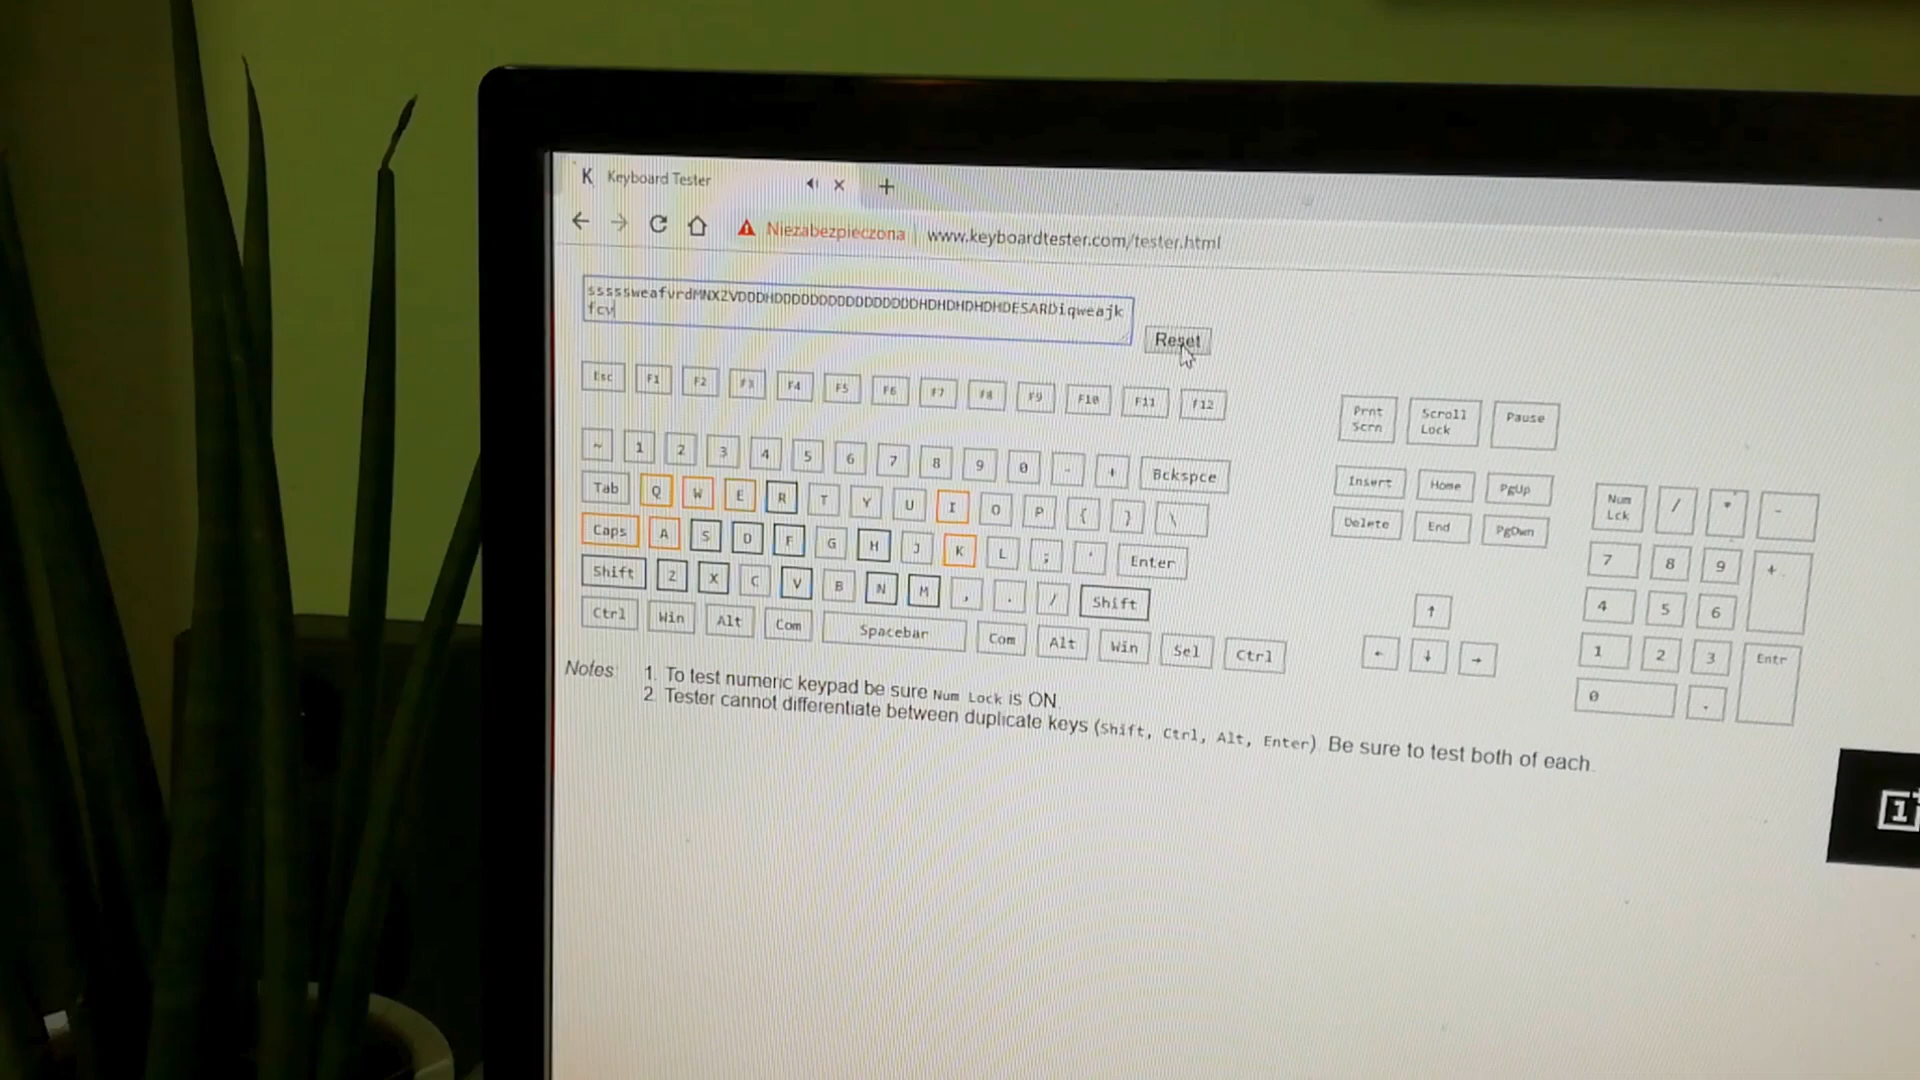 K Keyboard Tester
Niezabezpieczona www.keyboardtester.com/tester.html
sssssweafvrdMNXZVDDDHDDDDDDDDDDDDDDDDHDHDHDHDHDESARDiqweajk
fcv
Reset
Esc F1 F2 F3 F4 F5 F6 F7 F8 F9 F10 F11 F12
Prnt Scrn Scroll Lock Pause
~ 1 2 3 4 5 6 7 8 9 0 - + Bckspce
Insert Home PgUp
Num Lck / * -
Tab Q W E R T Y U I O P { } \
Delete End PgDwn
7 8 9 +
Caps A S D F G H J K L ; ' Enter
4 5 6
Shift Z X C V B N M , . / Shift
↑
1 2 3 Entr
Ctrl Win Alt Com Spacebar Com Alt Win Sel Ctrl
← ↓ →
0 .
Notes: 1. To test numeric keypad be sure Num Lock is ON.
2. Tester cannot differentiate between duplicate keys (Shift, Ctrl, Alt, Enter). Be sure to test both of each.
1+